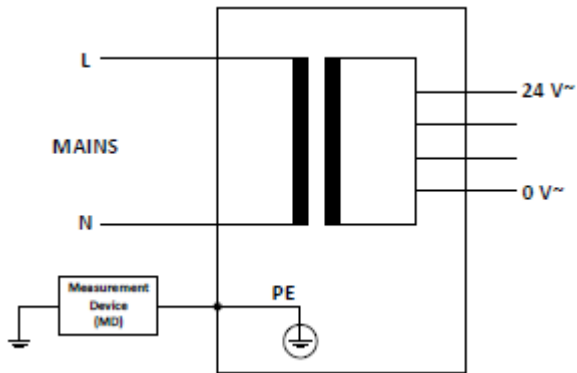 L
24 V~
MAINS
0 V~
N
Measurement
Device
(MD)
PE